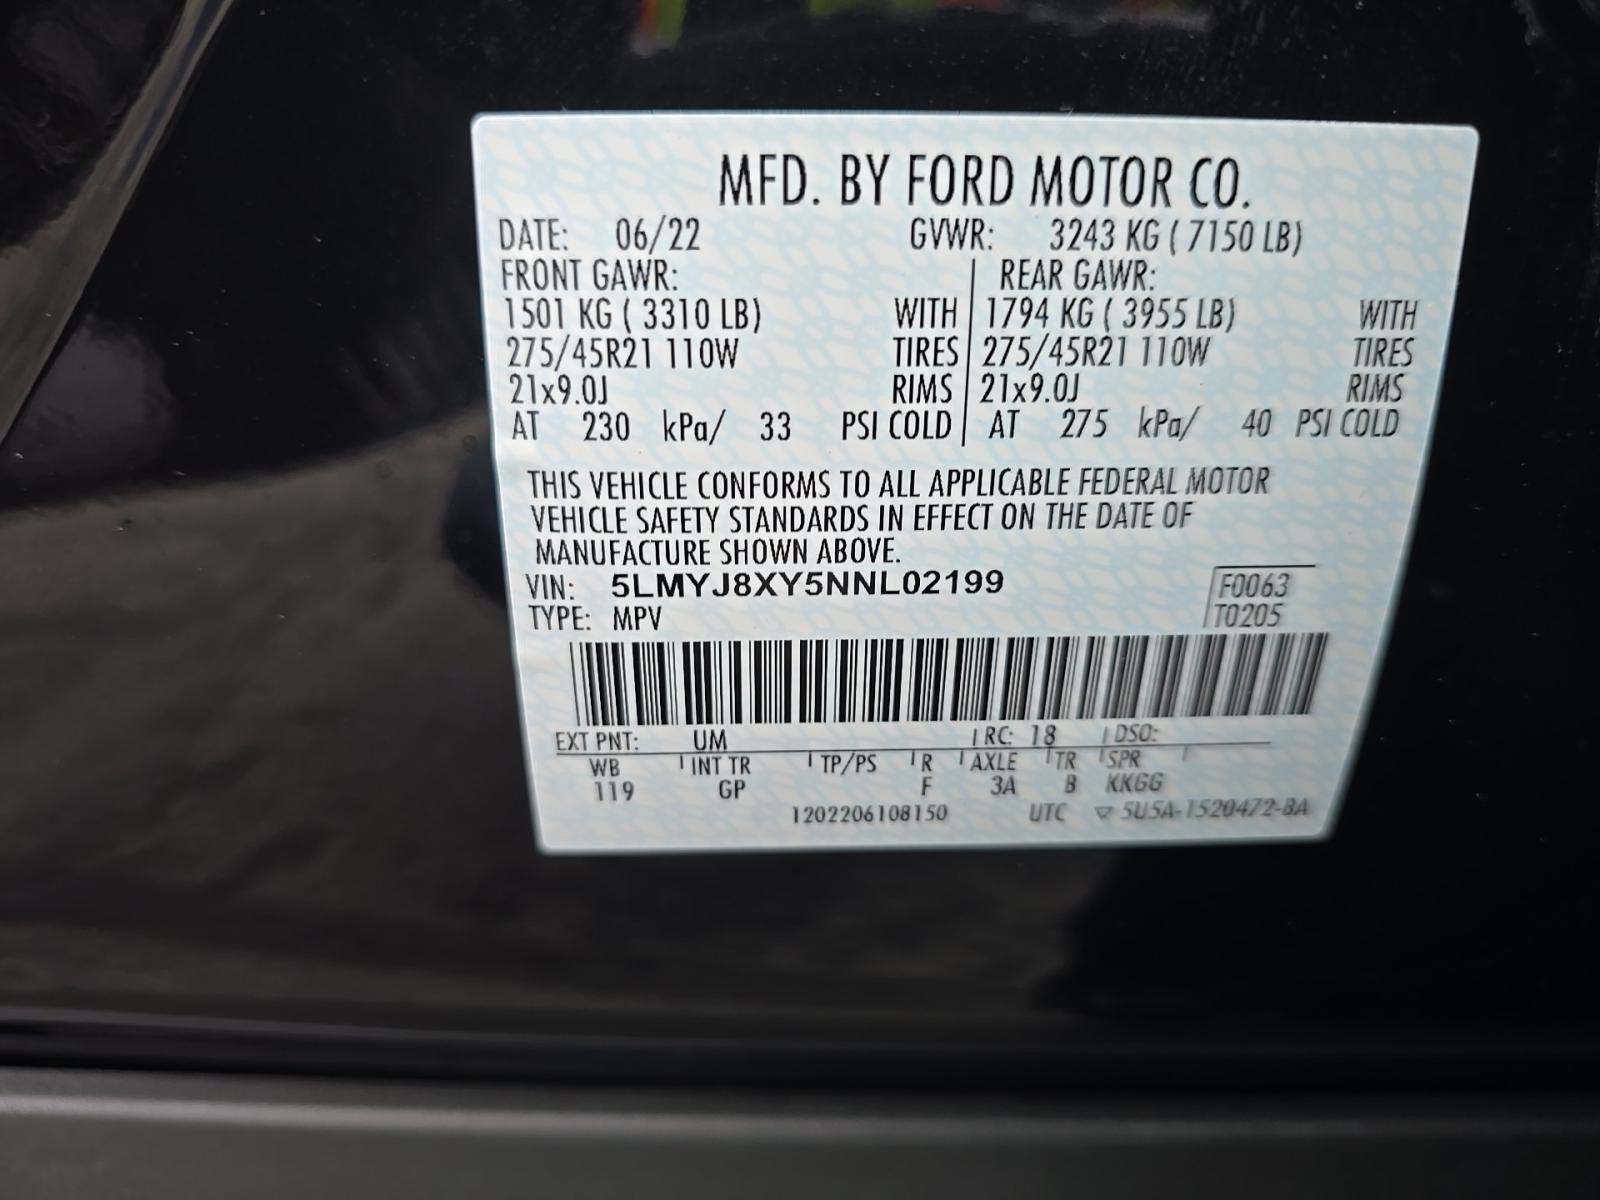 MFD. BY FORD MOTOR CO.
DATE: 06/22 GVWR: 3243 KG ( 7150 LB)
FRONT GAWR: REAR GAWR:
1501 KG ( 3310 LB) WITH 1794 KG ( 3955 LB) WITH
275/45R21 110W TIRES 275/45R21 110W TIRES
21x9.0J RIMS 21x9.0J RIMS
AT 230 kPa/ 33 PSI COLD AT 275 kPa/ 40 PSI COLD
THIS VEHICLE CONFORMS TO ALL APPLICABLE FEDERAL MOTOR
VEHICLE SAFETY STANDARDS IN EFFECT ON THE DATE OF
MANUFACTURE SHOWN ABOVE.
VIN: 5LMYJ8XY5NNL02199 F0063
TYPE: MPV T0205
EXT PNT: UM RC: 18 DSO:
WB INT TR TP/PS R AXLE TR SPR
119 GP F 3A B KKGG
1202206108150 UTC ▽ 5U5A-1520472-BA